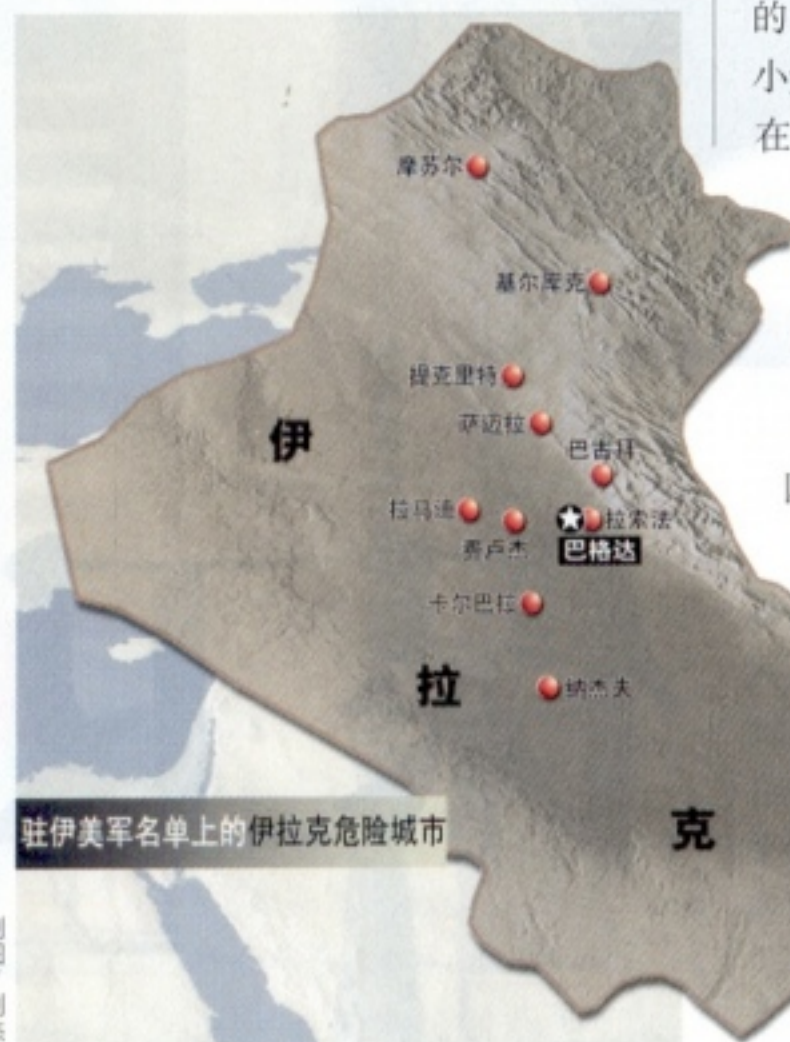 的
小
在
摩苏尔
基尔库克
提克里特
萨迈拉
巴古拜
拉马迪
费卢杰
拉索法
巴格达
卡尔巴拉
纳杰夫
伊
拉
克
驻伊美军名单上的伊拉克危险城市